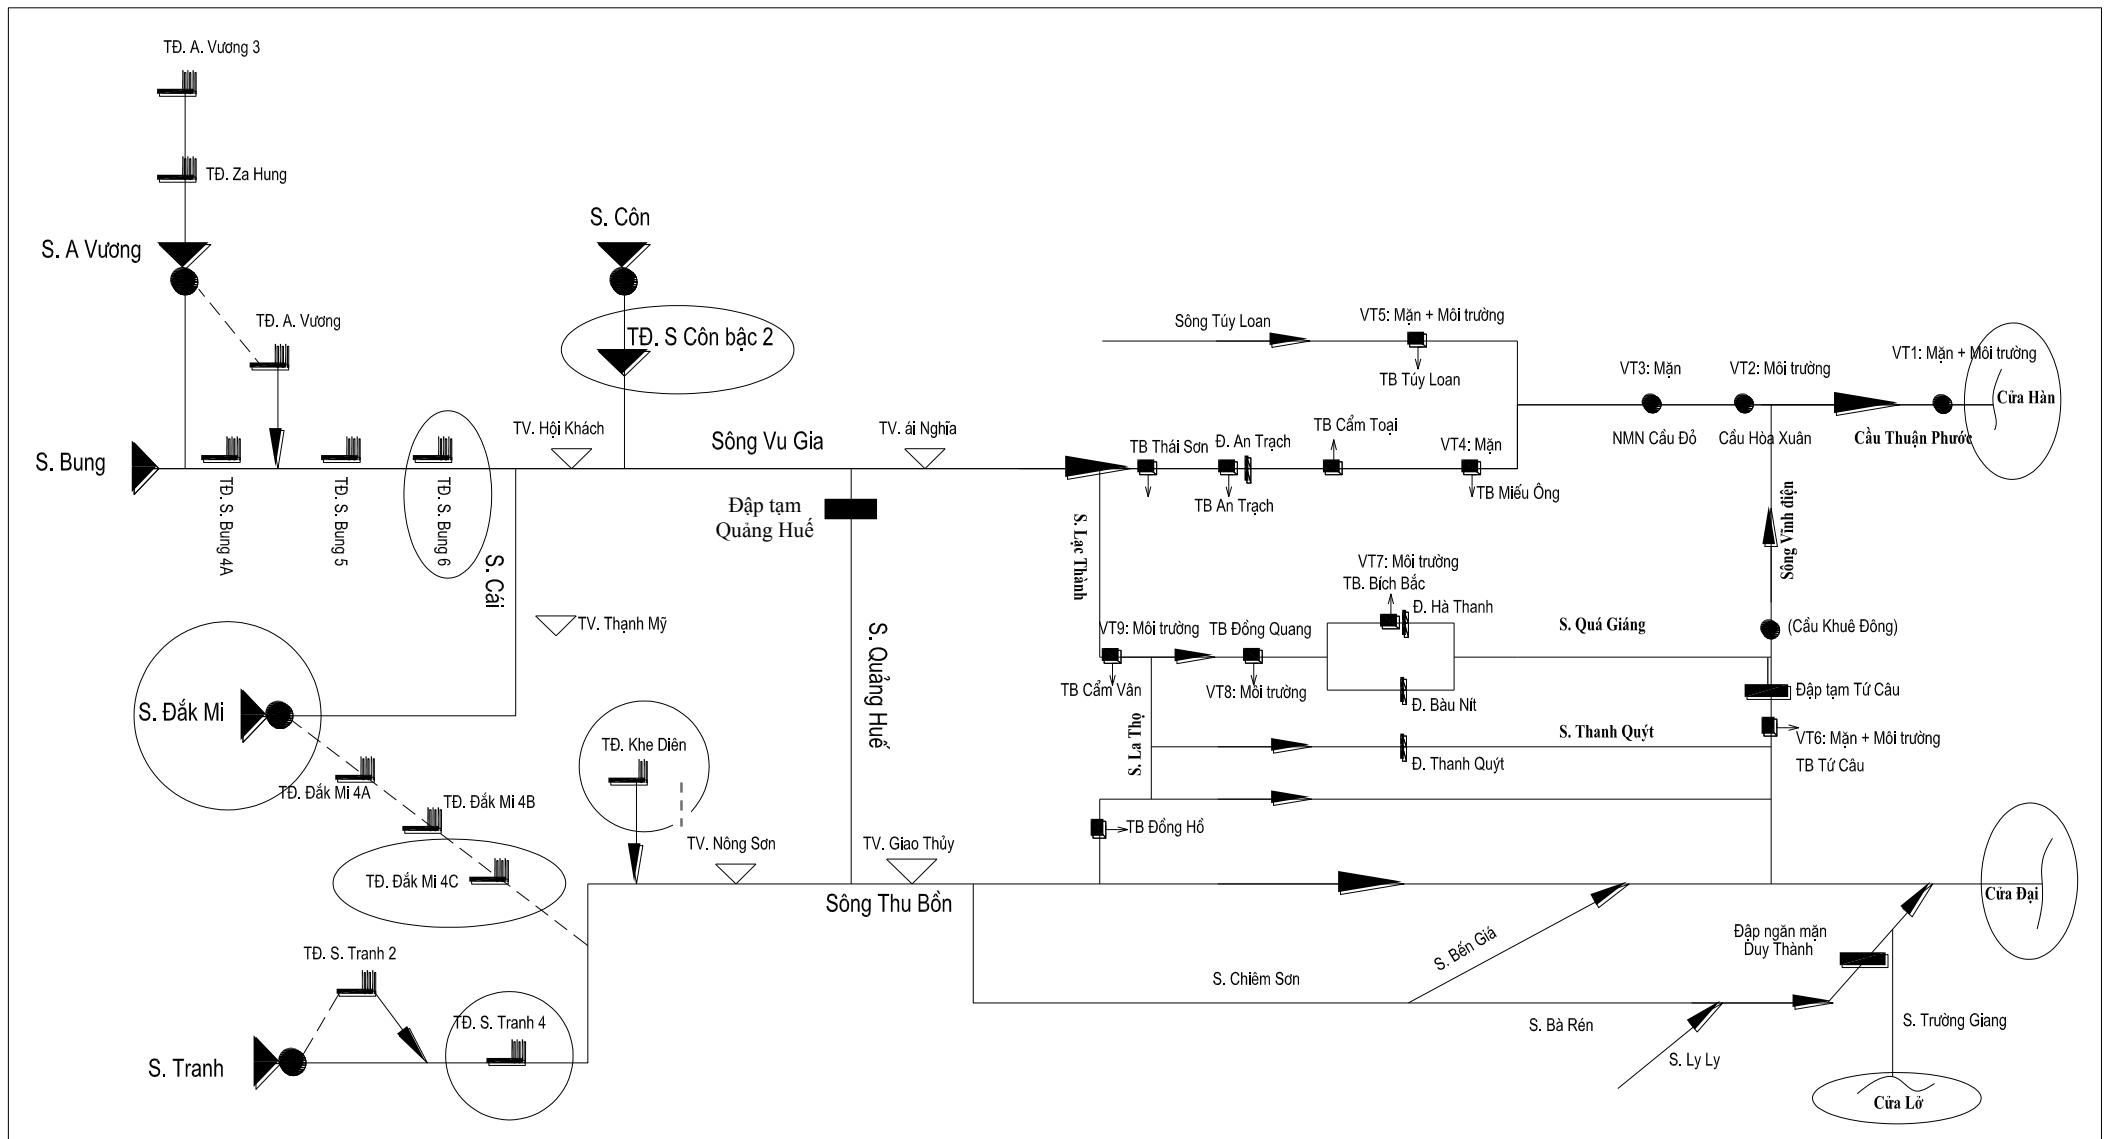 TĐ. A. Vương 3
TĐ. Za Hung
S. A Vương
S. Côn
TĐ. A. Vương
TĐ. S Côn bậc 2
Sông Túy Loan
VT5: Mặn + Môi trường
TB Túy Loan
VT3: Mặn
VT2: Môi trường
VT1: Mặn + Môi trường
Cửa Hàn
NMN Cầu Đỏ
Cầu Hòa Xuân
Cầu Thuận Phước
S. Bung
TV. Hội Khách
Sông Vu Gia
TV. ái Nghĩa
TB Thái Sơn
Đ. An Trạch
TB Cẩm Toại
VT4: Mặn
TB An Trạch
TB Miếu Ông
TĐ. S. Bung 4A
TĐ. S. Bung 5
TĐ. S. Bung 6
S. Cái
Đập tạm
Quảng Huế
S. Lạc Thành
Sông Vĩnh điện
VT7: Môi trường
TB. Bích Bắc
Đ. Hà Thanh
TV. Thạnh Mỹ
S. Quảng Huế
VT9: Môi trường
TB Đồng Quang
S. Quá Giáng
(Cầu Khuê Đông)
TB Cẩm Vân
VT8: Môi trường
Đ. Bàu Nít
Đập tạm Tứ Câu
S. Đắk Mi
S. La Thọ
S. Thanh Quýt
VT6: Mặn + Môi trường
TB Tứ Câu
Đ. Thanh Quýt
TĐ. Khe Diên
TĐ. Đắk Mi 4A
TĐ. Đắk Mi 4B
TB Đồng Hồ
TV. Nông Sơn
TV. Giao Thủy
TĐ. Đắk Mi 4C
Sông Thu Bồn
Cửa Đại
TĐ. S. Tranh 2
S. Bến Giá
Đập ngăn mặn
Duy Thành
S. Chiêm Sơn
TĐ. S. Tranh 4
S. Bà Rén
S. Trường Giang
S. Tranh
S. Ly Ly
Cửa Lở